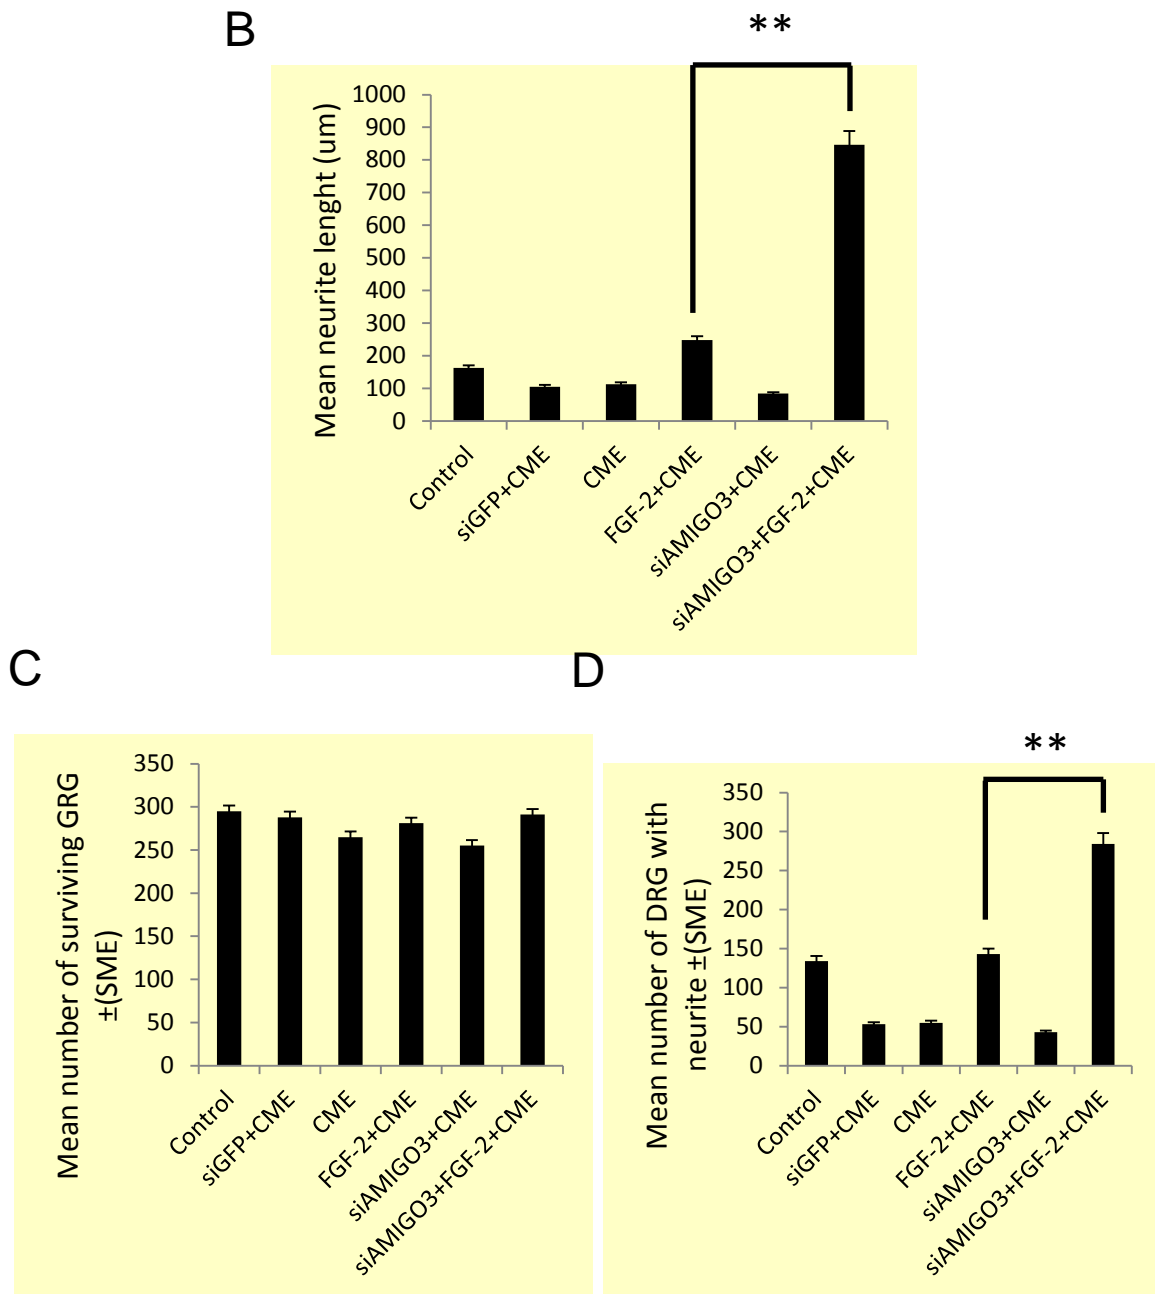 B
**
Mean neurite lenght (um)
1000
900
800
700
600
500
400
300
200
100
0
Control
siGFP+CME
CME
FGF-2+CME
siAMIGO3+CME
siAMIGO3+FGF-2+CME
C
Mean number of surviving GRG
±(SME)
350
300
250
200
150
100
50
0
Control
siGFP+CME
CME
FGF-2+CME
siAMIGO3+CME
siAMIGO3+FGF-2+CME
D
**
Mean number of DRG with
neurite ±(SME)
350
300
250
200
150
100
50
0
Control
siGFP+CME
CME
FGF-2+CME
siAMIGO3+CME
siAMIGO3+FGF-2+CME